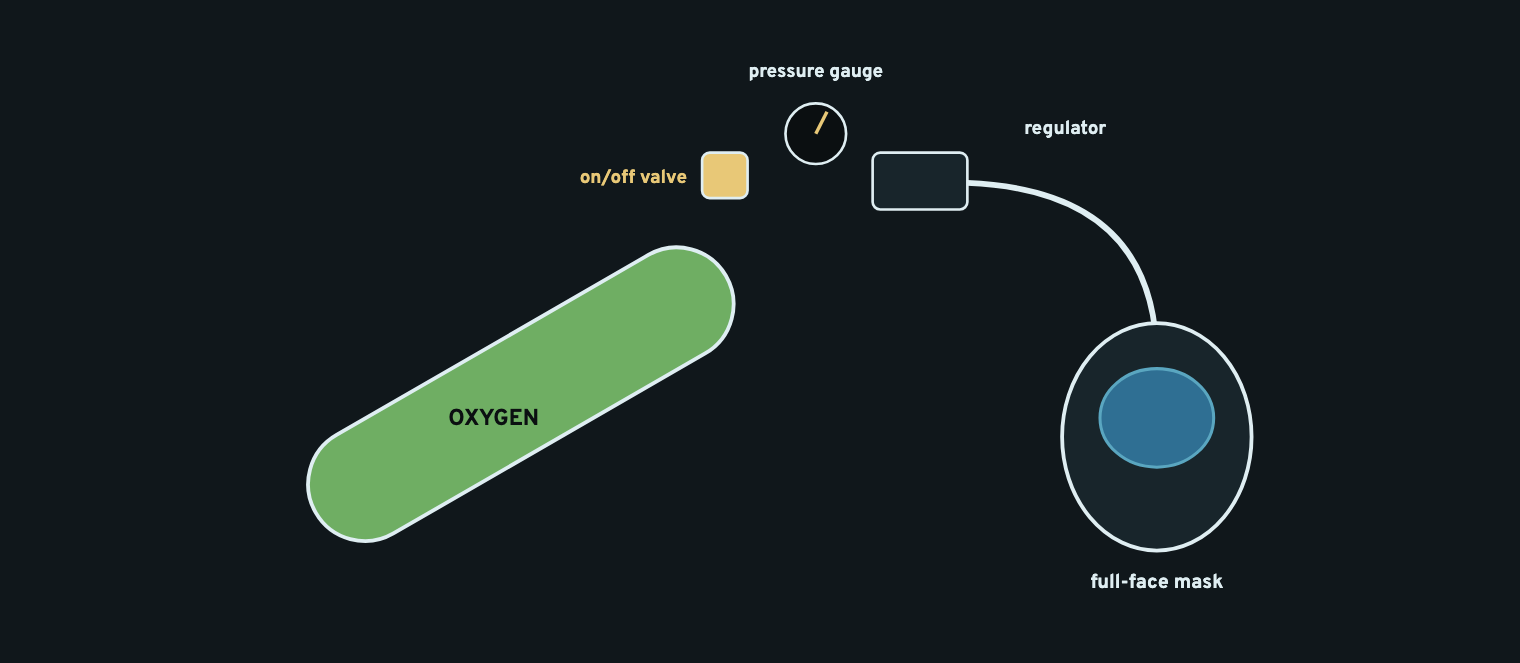 pressure gauge
regulator
on/off valve
OXYGEN
full-face mask